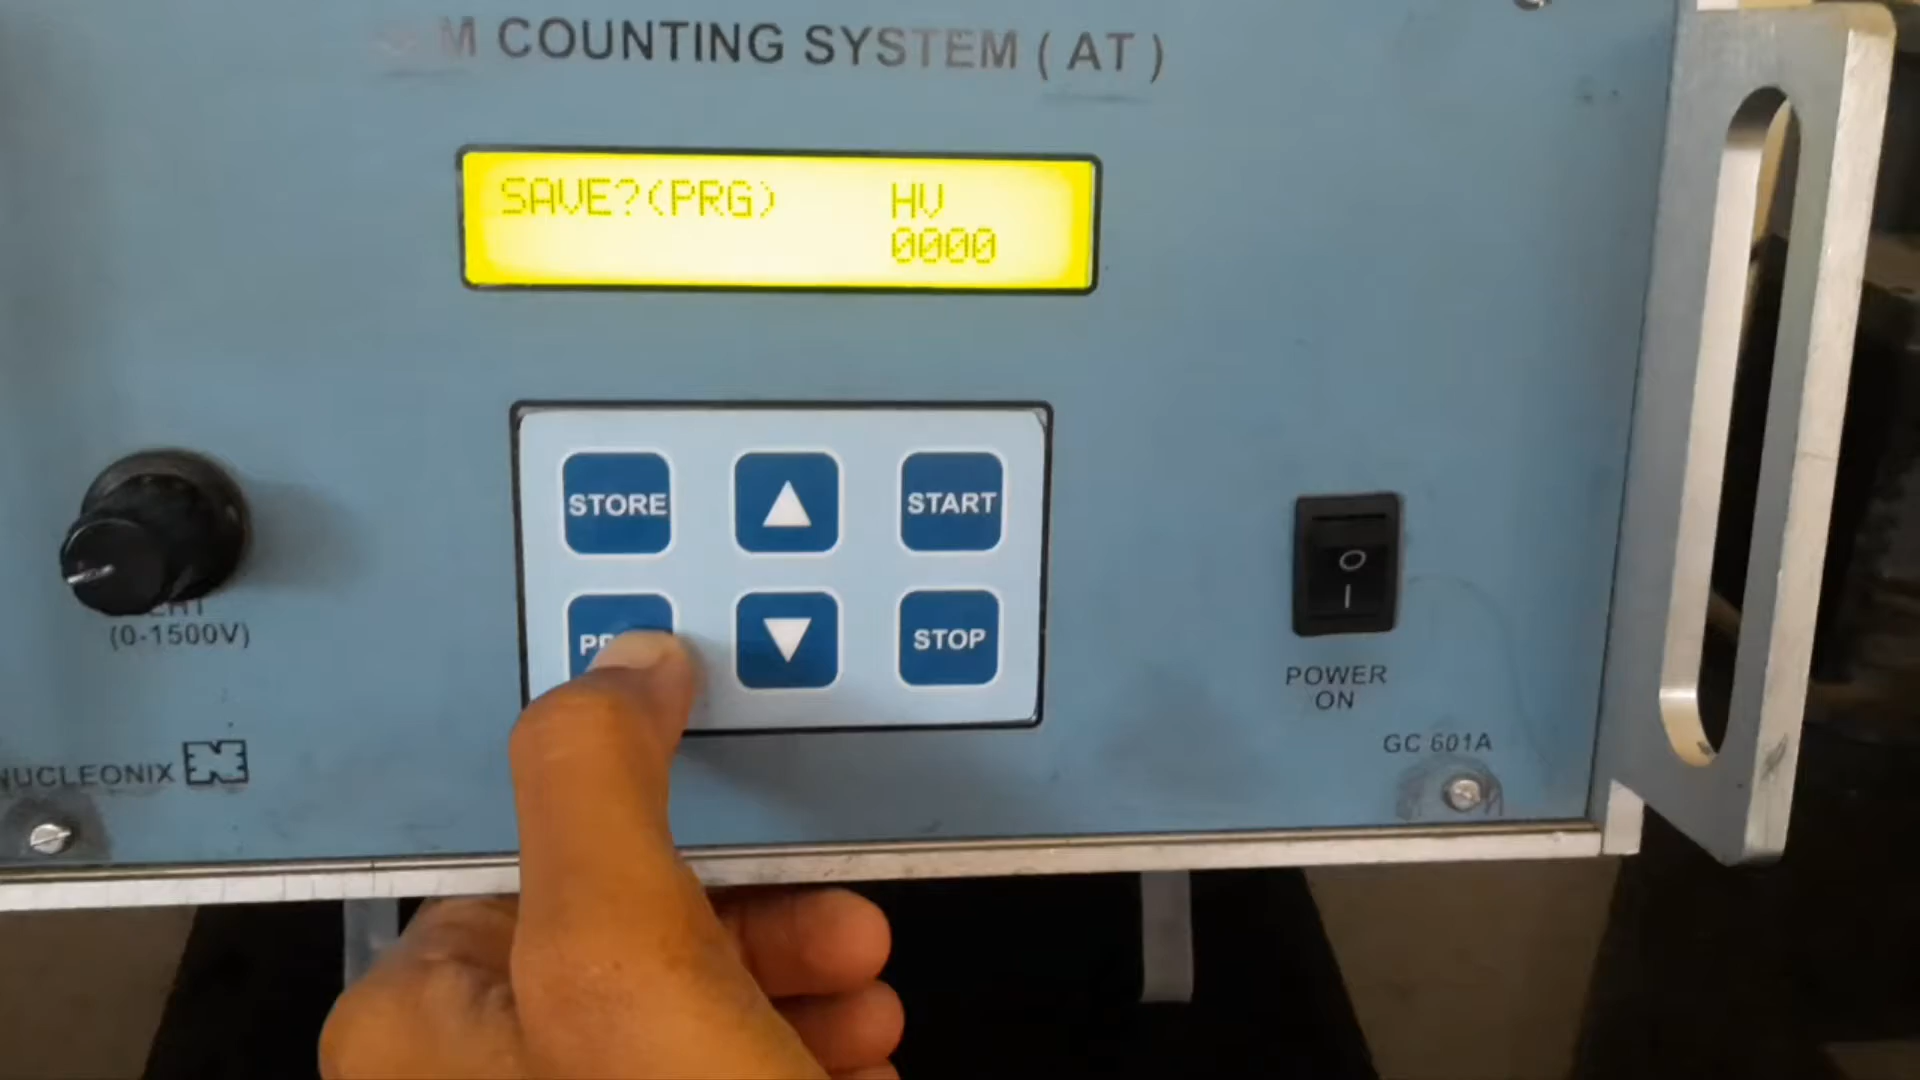 M COUNTING SYSTEM ( AT )
SAVE?(PRG) HV
0000
STORE
START
STOP
(0-1500V)
O
I
POWER
ON
NUCLEONIX
GC 601A